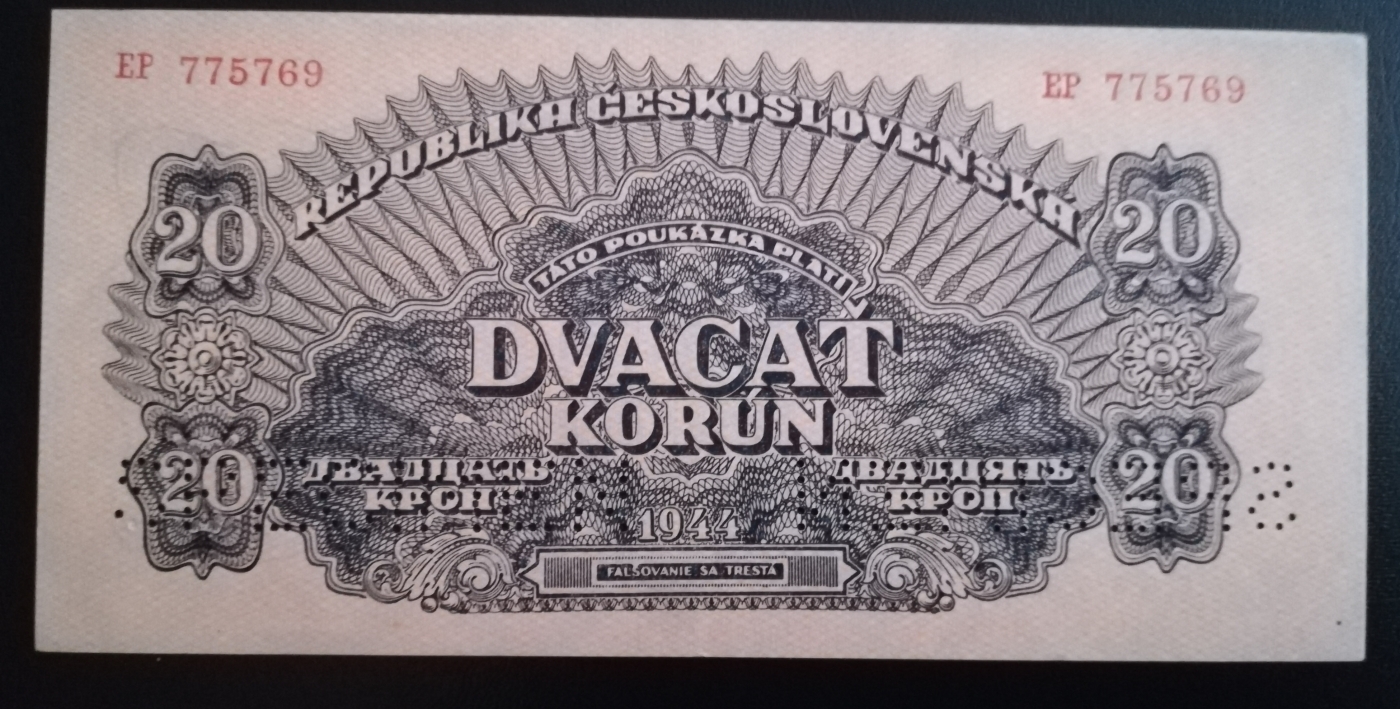 EP 775769
EP 775769
REPUBLIKA ČESKOSLOVENSKÁ
20
20
TÁTO POUKÁZKA PLATÍ
DVACAŤ
KORÚN
20
20
ДВАДЦАТЬ
КРОН
ДВАДЦЯТЬ
КРОН
1944
FALŠOVANIE SA TRESTÁ